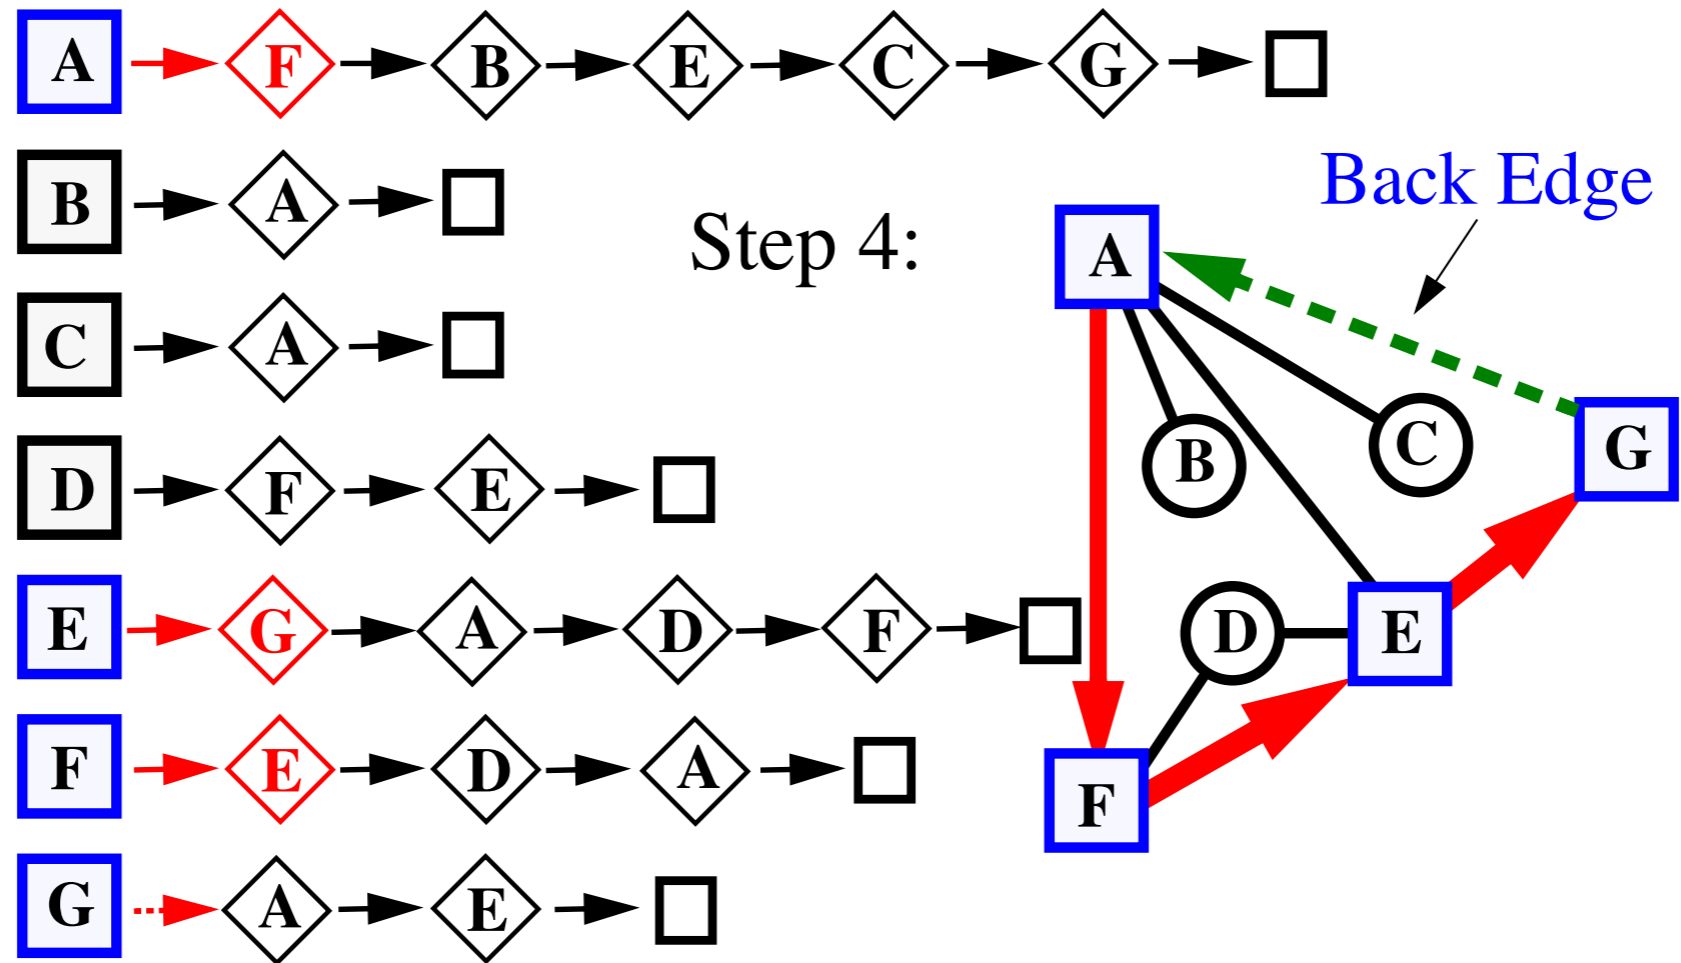 A F B E C G
B A
C A
D F E
E G A D F
F E D A
G A E
Step 4:
Back Edge
A
B
C
G
D
E
F